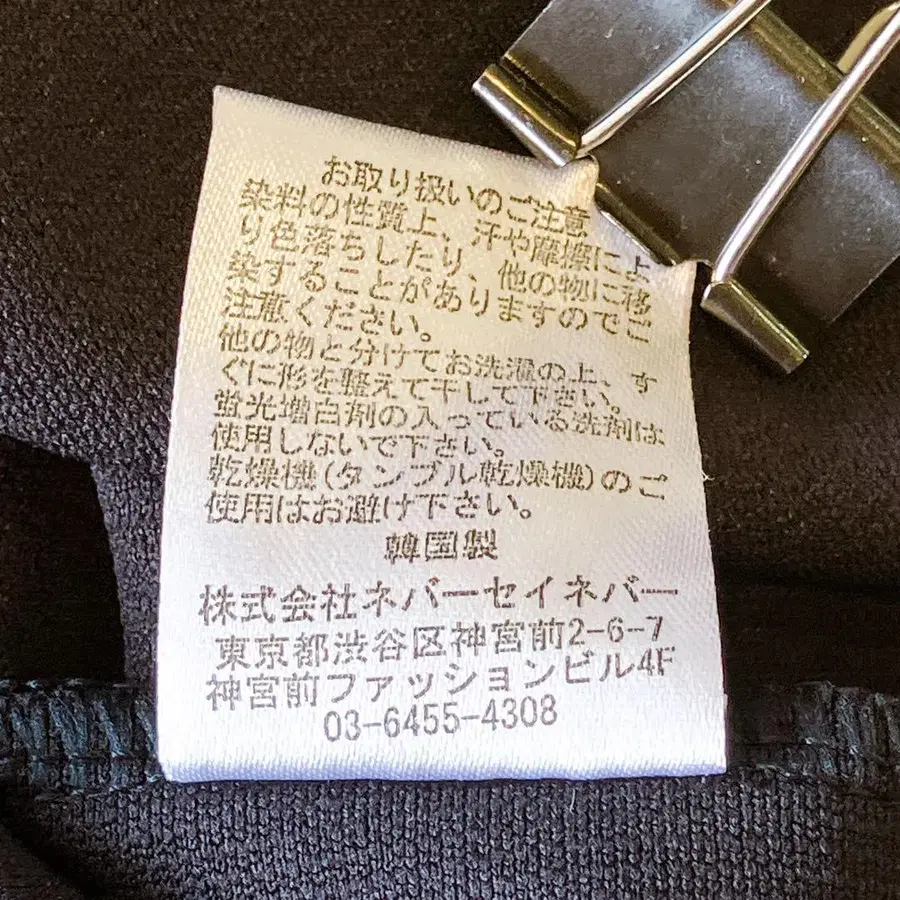 お取り扱いのご注意
染料の性質上、汗や摩擦によ
り色落ちしたり、他の物に移
染することがありますのでご
注意ください。
他の物と分けてお洗濯の上、す
ぐに形を整えて干して下さい。
蛍光増白剤の入っている洗剤は
使用しないで下さい。
乾燥機(タンブル乾燥機)のご
使用はお避け下さい。
韓国製
株式会社ネバーセイネバー
東京都渋谷区神宮前2-6-7
神宮前ファッションビル4F
03-6455-4308